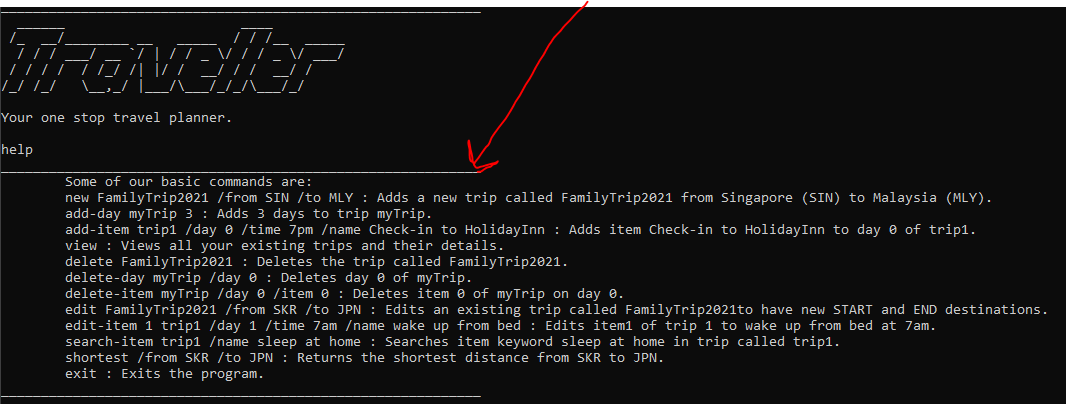 Traveller
Your one stop travel planner.
help
Some of our basic commands are:
new FamilyTrip2021 /from SIN /to MLY : Adds a new trip called FamilyTrip2021 from Singapore (SIN) to Malaysia (MLY).
add-day myTrip 3 : Adds 3 days to trip myTrip.
add-item trip1 /day 0 /time 7pm /name Check-in to HolidayInn : Adds item Check-in to HolidayInn to day 0 of trip1.
view : Views all your existing trips and their details.
delete FamilyTrip2021 : Deletes the trip called FamilyTrip2021.
delete-day myTrip /day 0 : Deletes day 0 of myTrip.
delete-item myTrip /day 0 /item 0 : Deletes item 0 of myTrip on day 0.
edit FamilyTrip2021 /from SKR /to JPN : Edits an existing trip called FamilyTrip2021to have new START and END destinations.
edit-item 1 trip1 /day 1 /time 7am /name wake up from bed : Edits item1 of trip 1 to wake up from bed at 7am.
search-item trip1 /name sleep at home : Searches item keyword sleep at home in trip called trip1.
shortest /from SKR /to JPN : Returns the shortest distance from SKR to JPN.
exit : Exits the program.